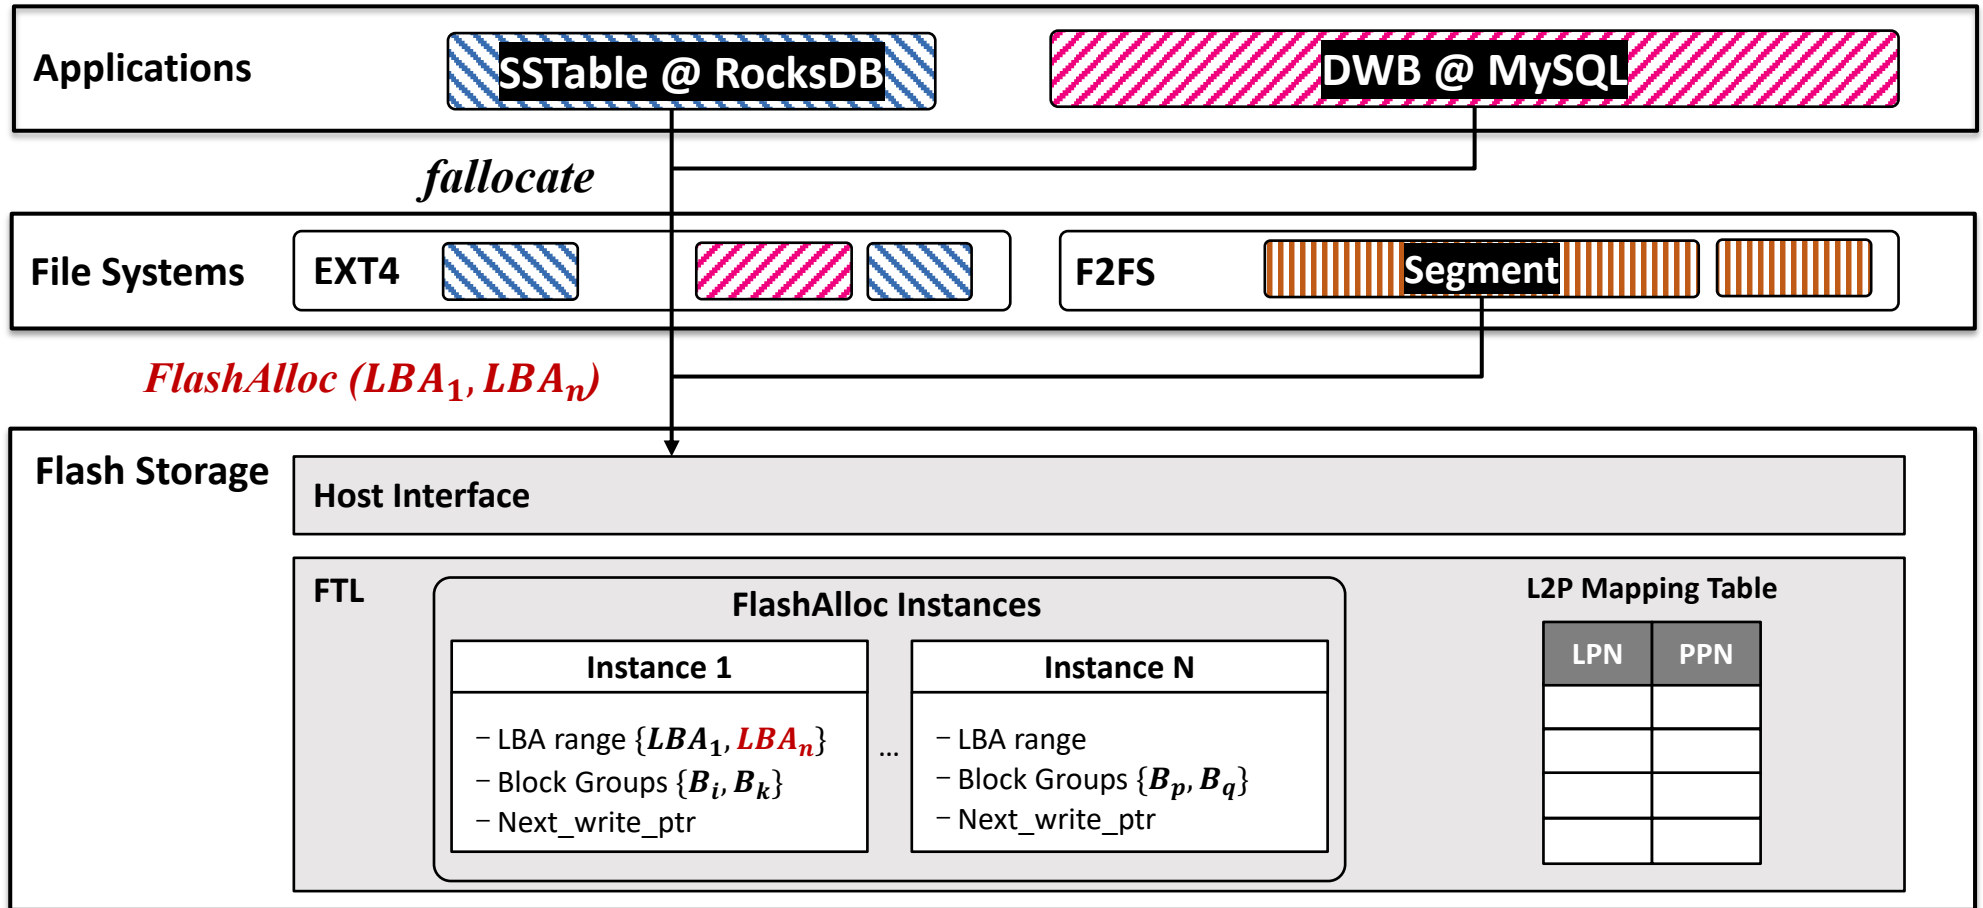 Applications
SSTable @ RocksDB
DWB @ MySQL
fallocate
File Systems
EXT4
F2FS
Segment
FlashAlloc (LBA₁, LBAₙ)
Flash Storage
Host Interface
FTL
FlashAlloc Instances
L2P Mapping Table
LPN PPN
Instance 1
– LBA range {LBA₁, LBAₙ}
– Block Groups {Bᵢ, Bₖ}
– Next_write_ptr
...
Instance N
– LBA range
– Block Groups {Bₚ, B_q}
– Next_write_ptr